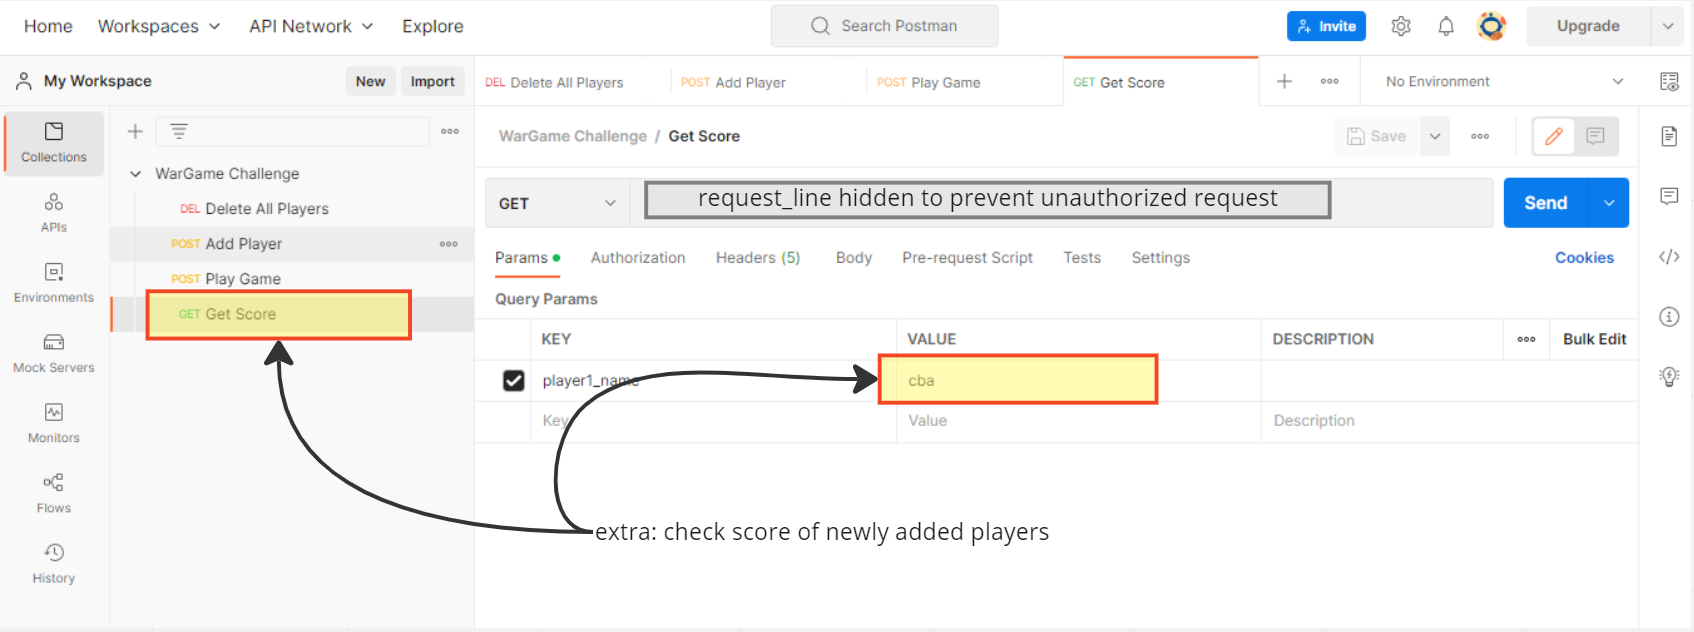 Home Workspaces API Network Explore Search Postman Invite Upgrade
My Workspace New Import DEL Delete All Players POST Add Player POST Play Game GET Get Score No Environment
Collections
WarGame Challenge / Get Score Save
WarGame Challenge
DEL Delete All Players
POST Add Player
POST Play Game
GET Get Score
APIs
Environments
Mock Servers
Monitors
Flows
History
GET request_line hidden to prevent unauthorized request Send
Params Authorization Headers (5) Body Pre-request Script Tests Settings Cookies
Query Params
KEY VALUE DESCRIPTION Bulk Edit
player1_name cba
Key Value Description
extra: check score of newly added players